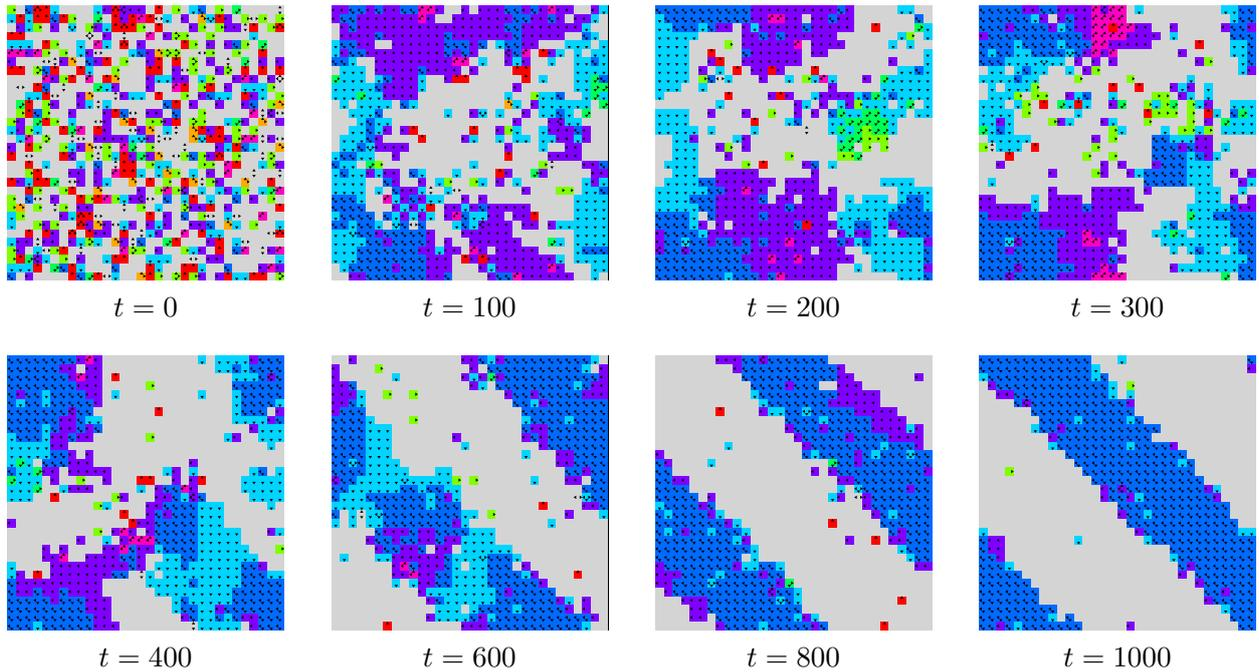 t = 0
t = 100
t = 200
t = 300
t = 400
t = 600
t = 800
t = 1000